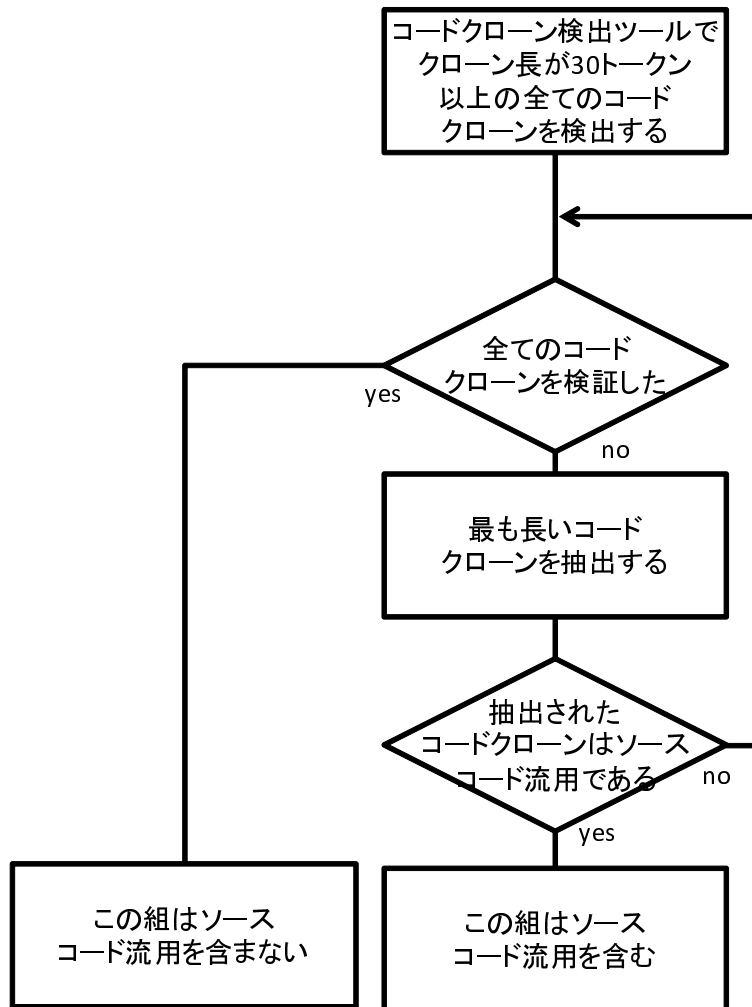 コードクローン検出ツールで
クローン長が30トークン
以上の全てのコード
クローンを検出する
全てのコード
クローンを検証した
yes
no
最も長いコード
クローンを抽出する
抽出された
コードクローンはソース
コード流用である
no
yes
この組はソース
コード流用を含まない
この組はソース
コード流用を含む